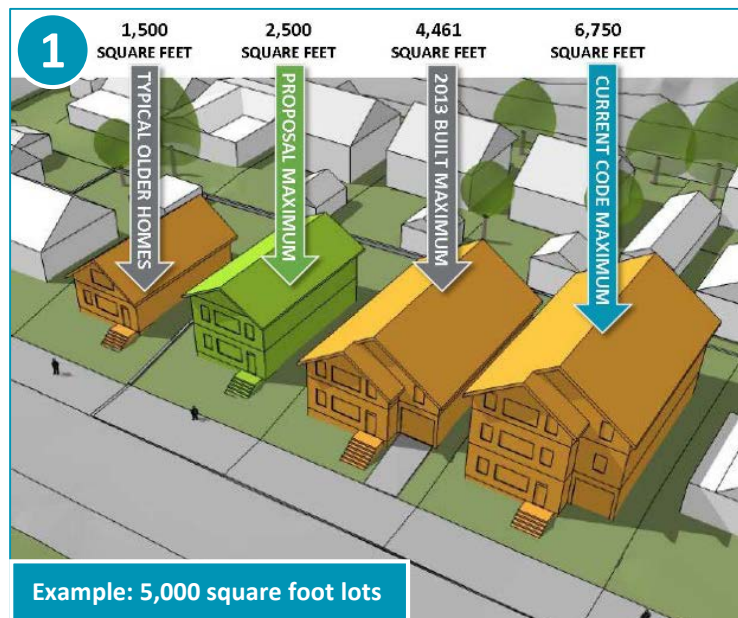 1
1,500
SQUARE FEET
2,500
SQUARE FEET
4,461
SQUARE FEET
6,750
SQUARE FEET
TYPICAL OLDER HOMES
PROPOSAL MAXIMUM
2013 BUILT MAXIMUM
CURRENT CODE MAXIMUM
Example: 5,000 square foot lots